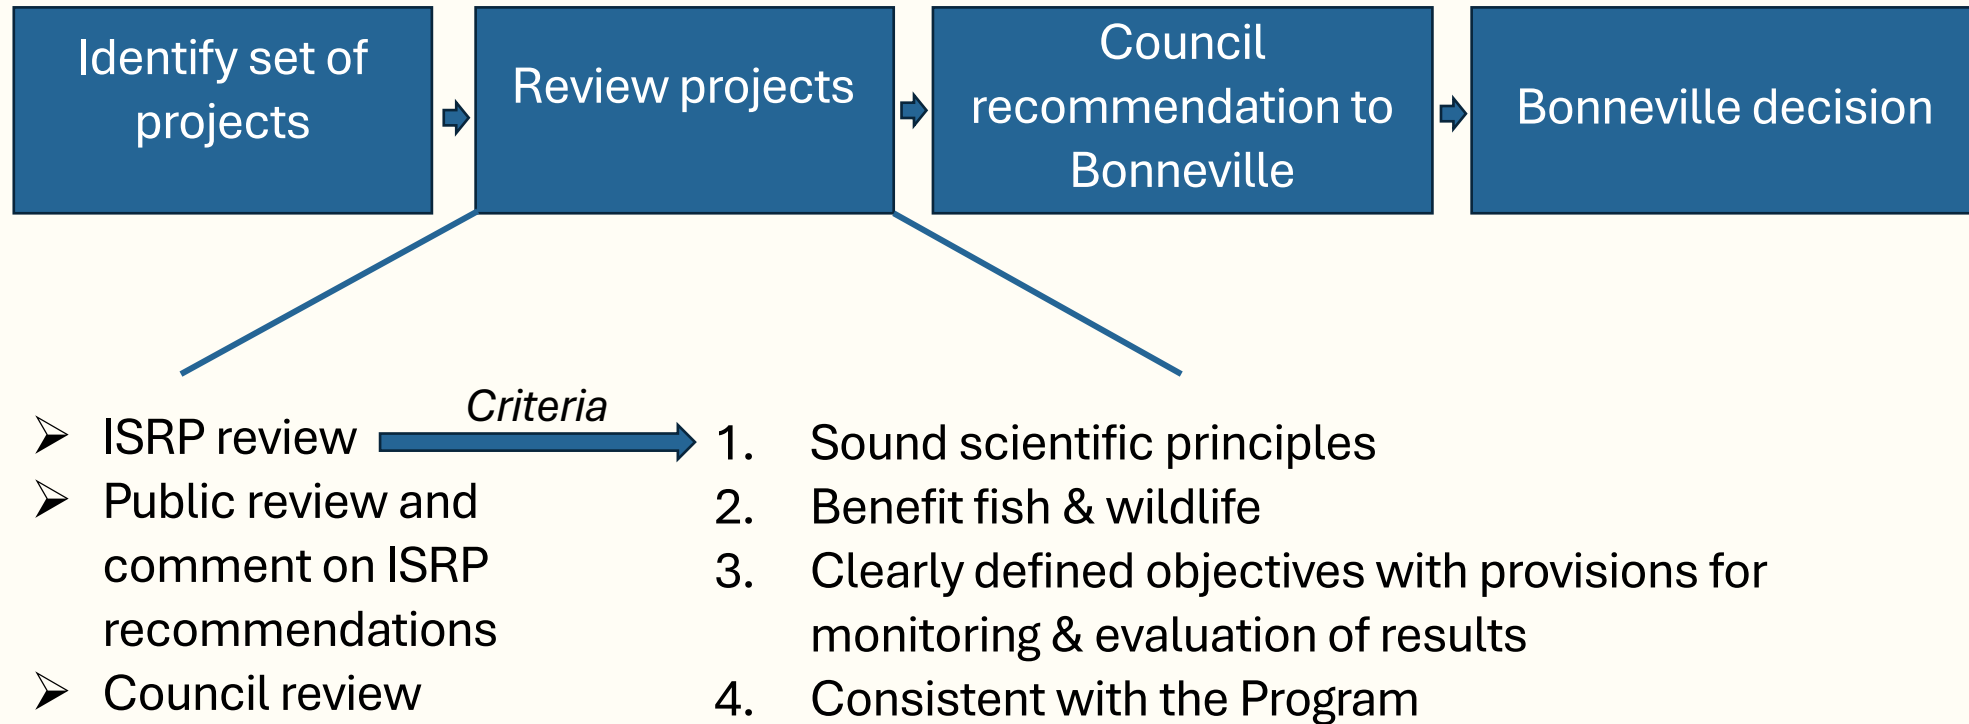 Identify set of
projects
Review projects
Council
recommendation to
Bonneville
Bonneville decision
➢ ISRP review
➢ Public review and
comment on ISRP
recommendations
➢ Council review
Criteria
1. Sound scientific principles
2. Benefit fish & wildlife
3. Clearly defined objectives with provisions for
monitoring & evaluation of results
4. Consistent with the Program